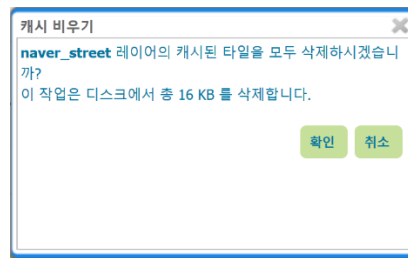 캐시 비우기
naver_street 레이어의 캐시된 타일을 모두 삭제하시겠습니
까?
이 작업은 디스크에서 총 16 KB 를 삭제합니다.
확인 취소